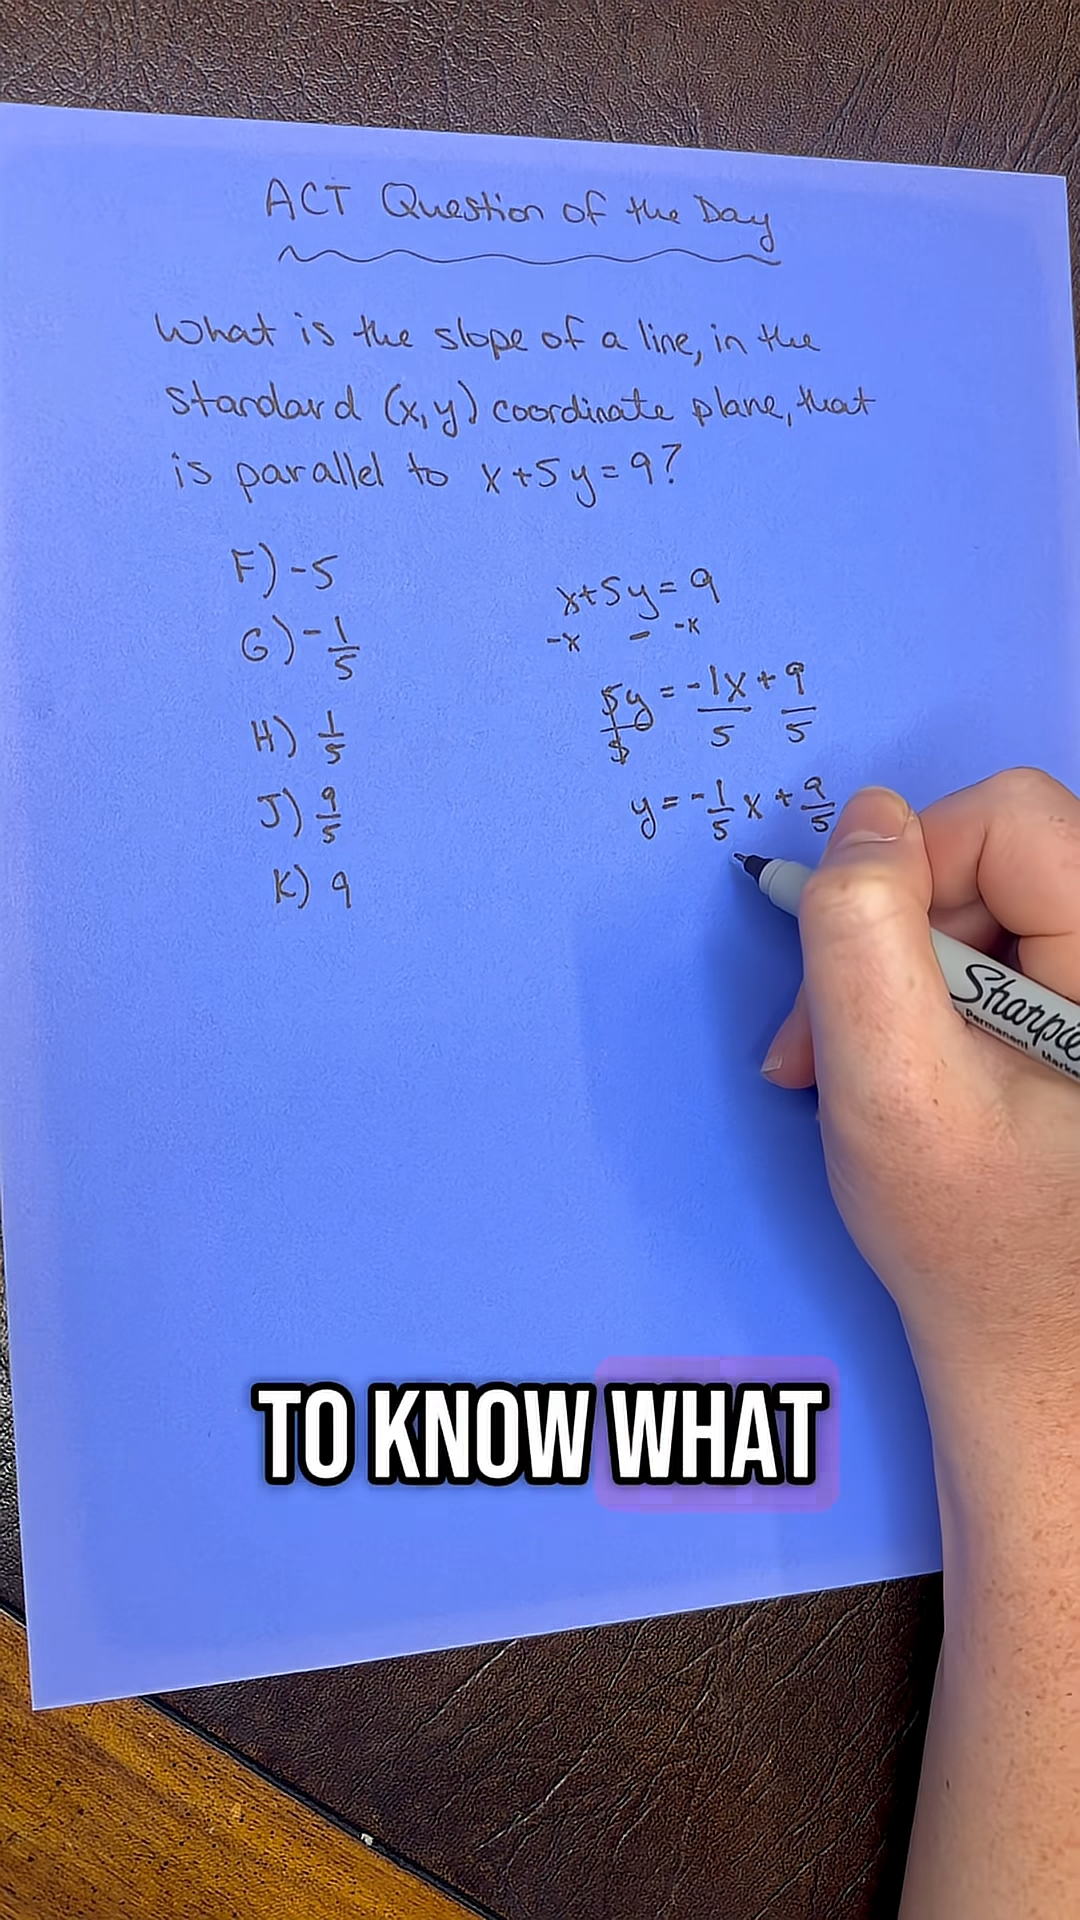 ACT Question of the Day
What is the slope of a line, in the
standard (x,y) coordinate plane, that
is parallel to x+5y=9?
F) -5
G) -1/5
H) 1/5
J) 9/5
K) 9
x+5y=9
-x - -x
5y = -1x + 9
5 5 5
y = -1/5 x + 9/5
Sharpie
Permanent Marke
TO KNOW WHAT